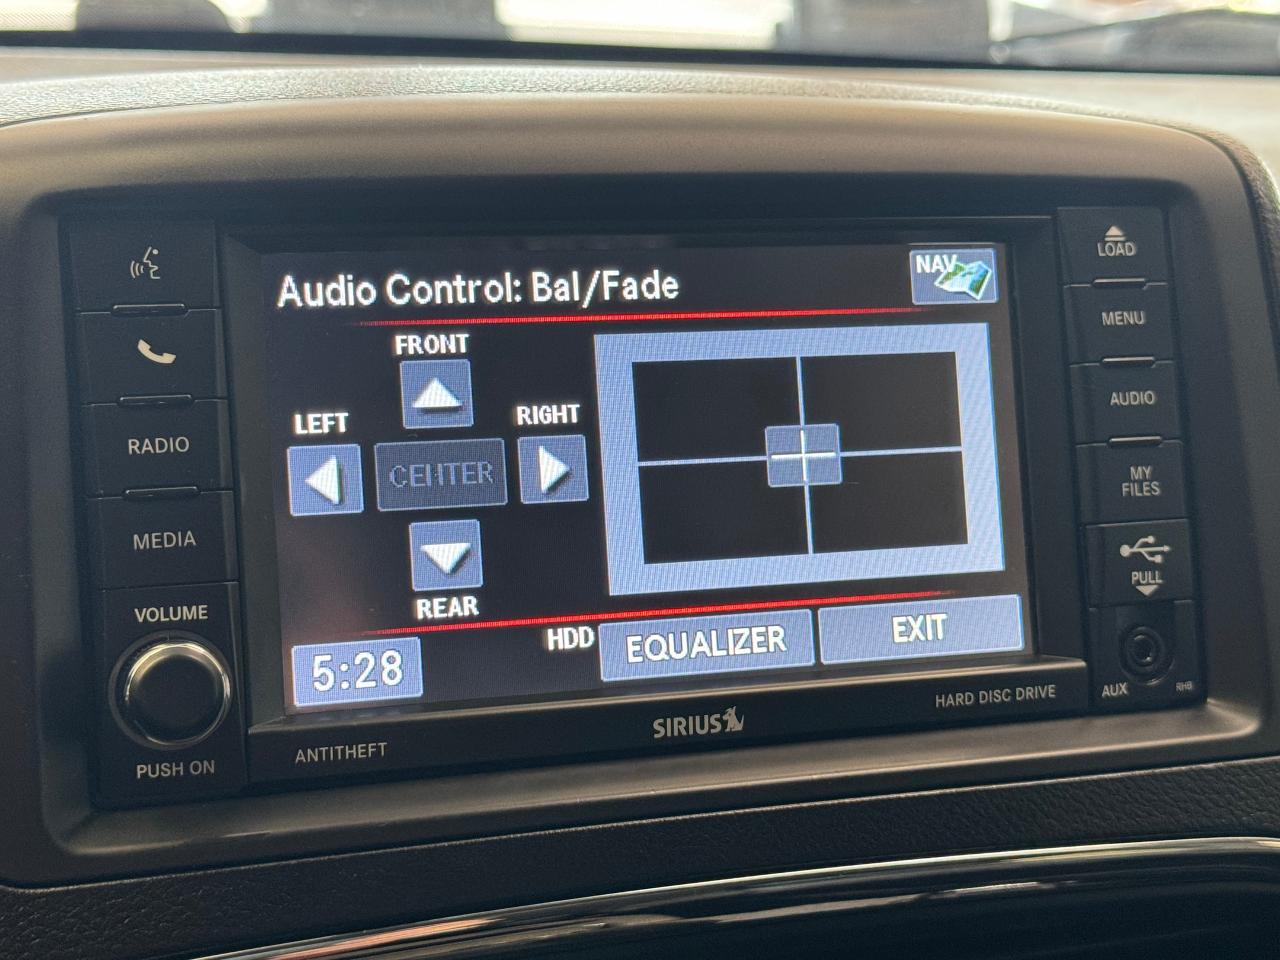 Audio Control: Bal/Fade
NAV
FRONT
LEFT
RIGHT
CENTER
REAR
5:28
HDD
EQUALIZER
EXIT
RADIO
MEDIA
VOLUME
PUSH ON
LOAD
MENU
AUDIO
MY
FILES
PULL
AUX
RHB
ANTITHEFT
SIRIUS
HARD DISC DRIVE